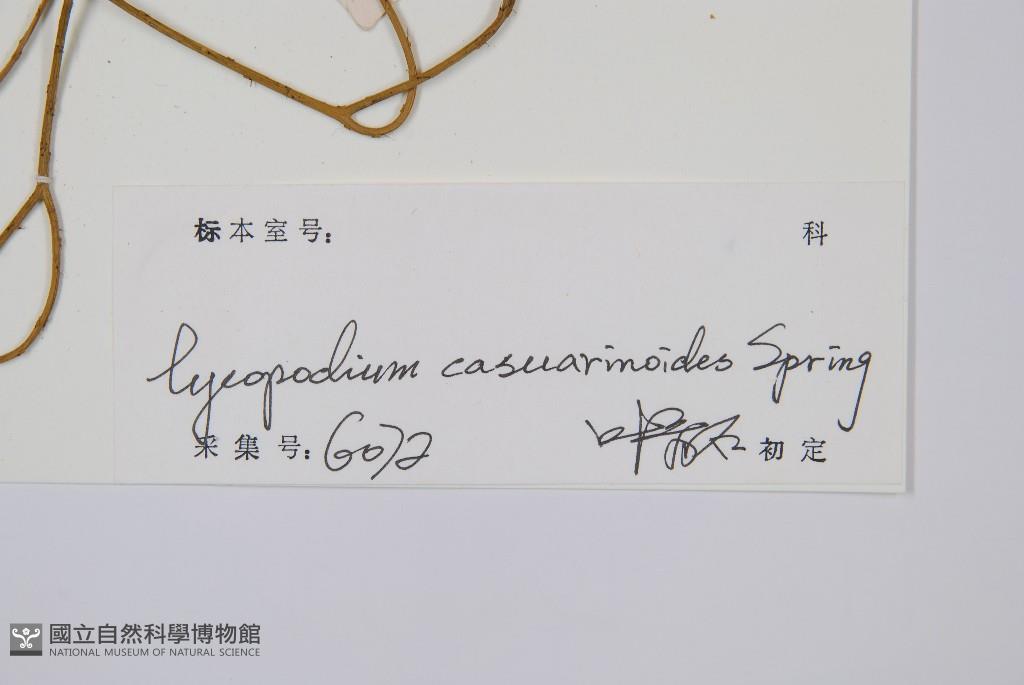 标本室号: 科
Lycopodium casuarinoides Spring
采集号: 6072 叶 初定
國立自然科學博物館
NATIONAL MUSEUM OF NATURAL SCIENCE